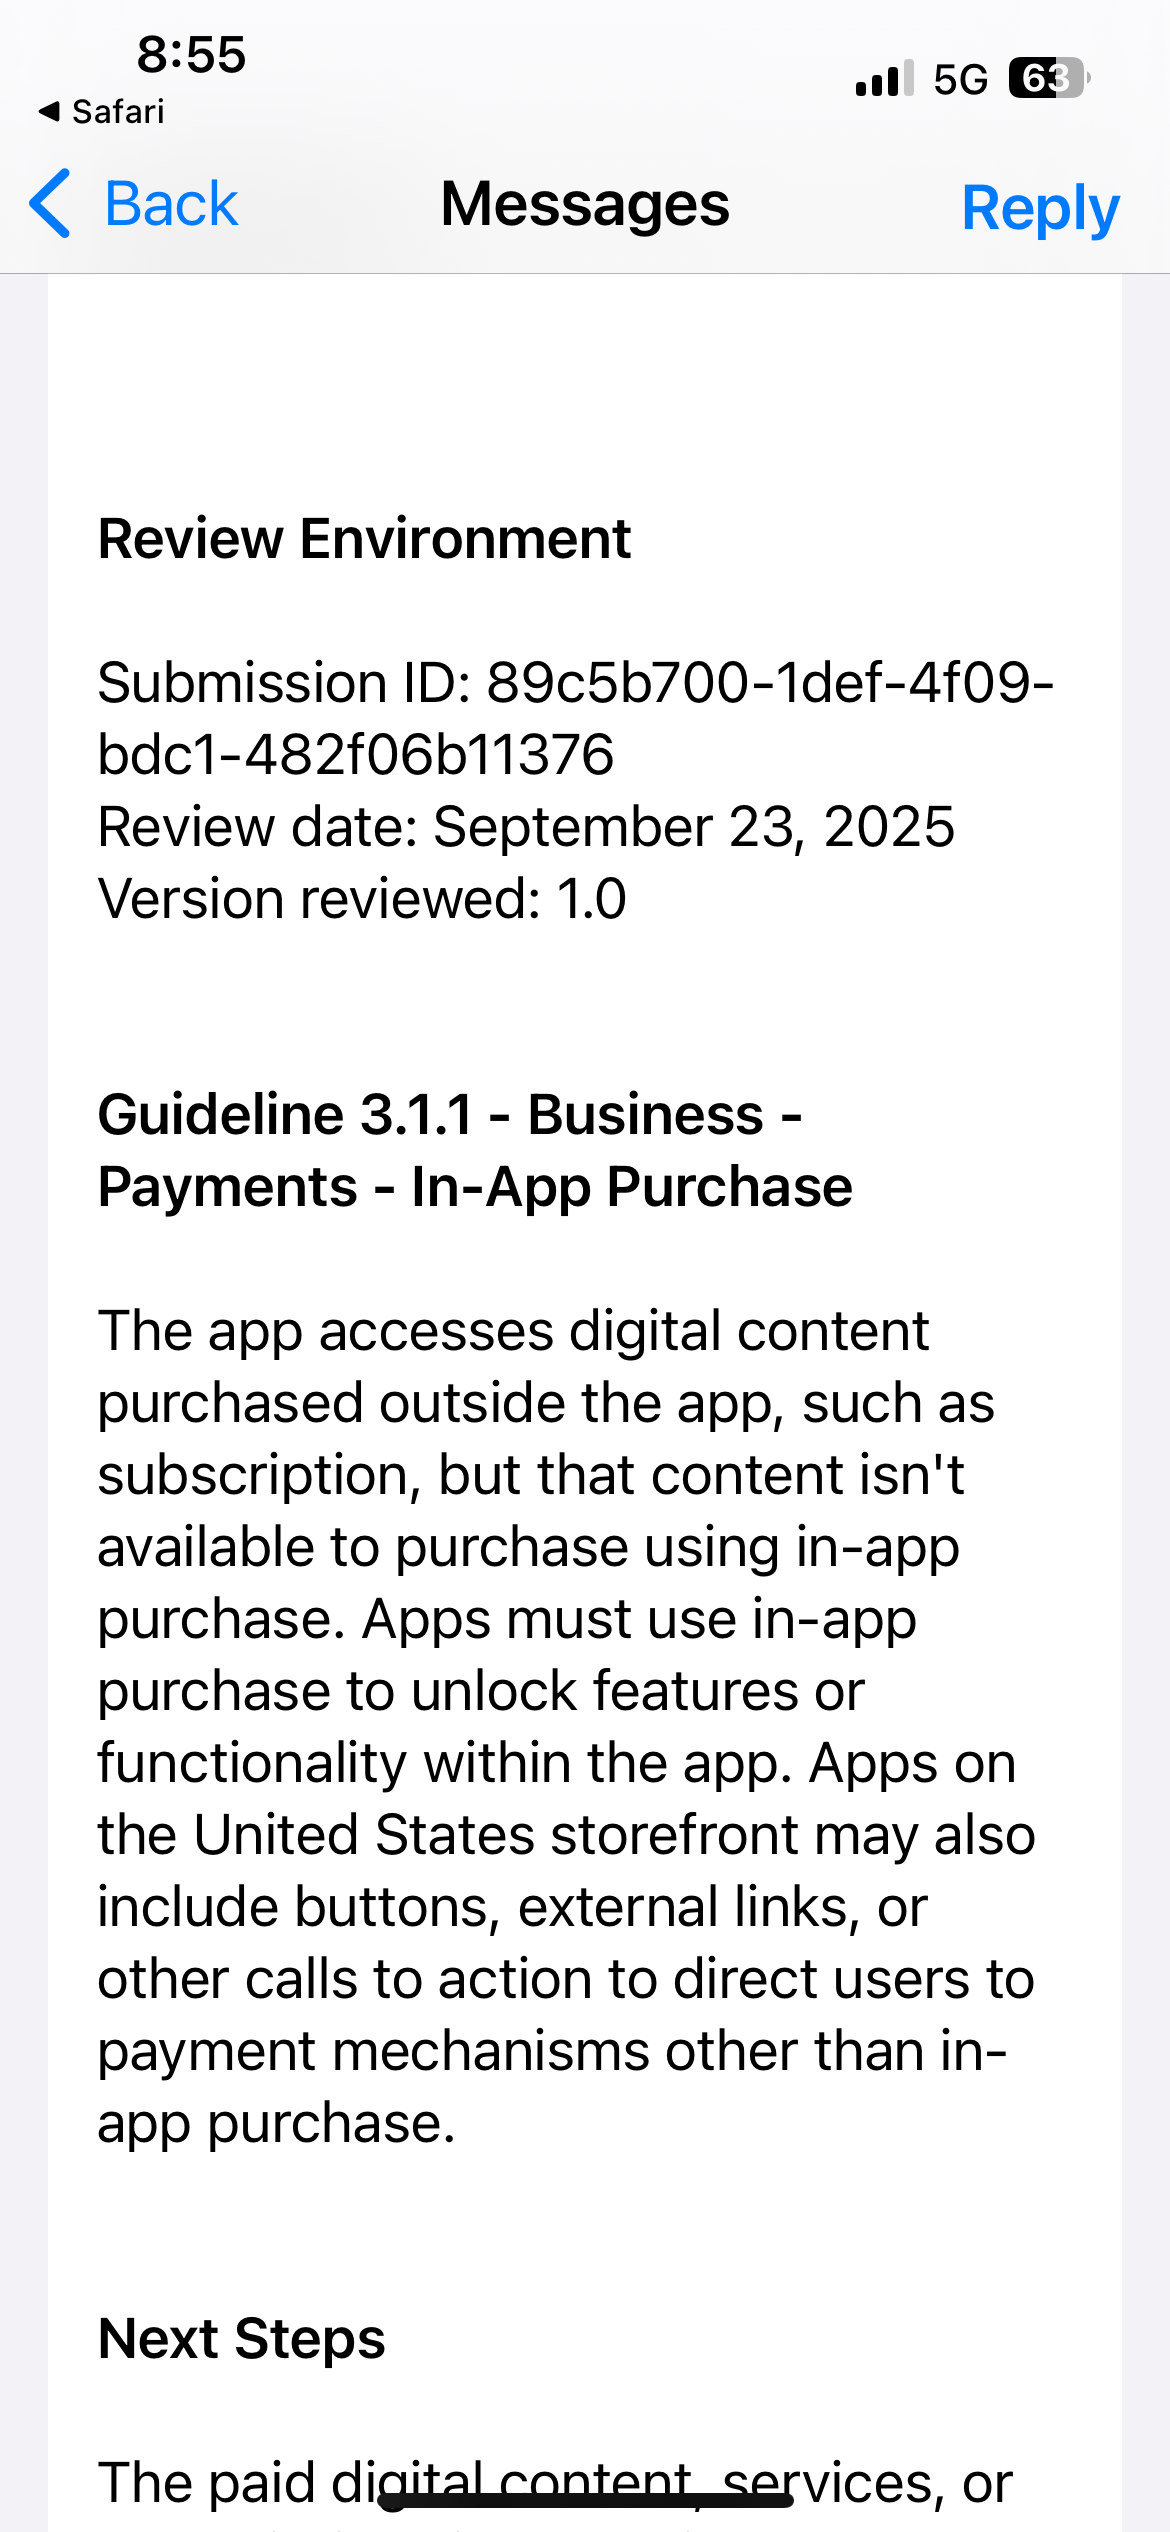 8:55
5G 63
◀ Safari
Back
Messages
Reply
Review Environment
Submission ID: 89c5b700-1def-4f09-
bdc1-482f06b11376
Review date: September 23, 2025
Version reviewed: 1.0
Guideline 3.1.1 - Business -
Payments - In-App Purchase
The app accesses digital content
purchased outside the app, such as
subscription, but that content isn't
available to purchase using in-app
purchase. Apps must use in-app
purchase to unlock features or
functionality within the app. Apps on
the United States storefront may also
include buttons, external links, or
other calls to action to direct users to
payment mechanisms other than in-
app purchase.
Next Steps
The paid digital content, services, or